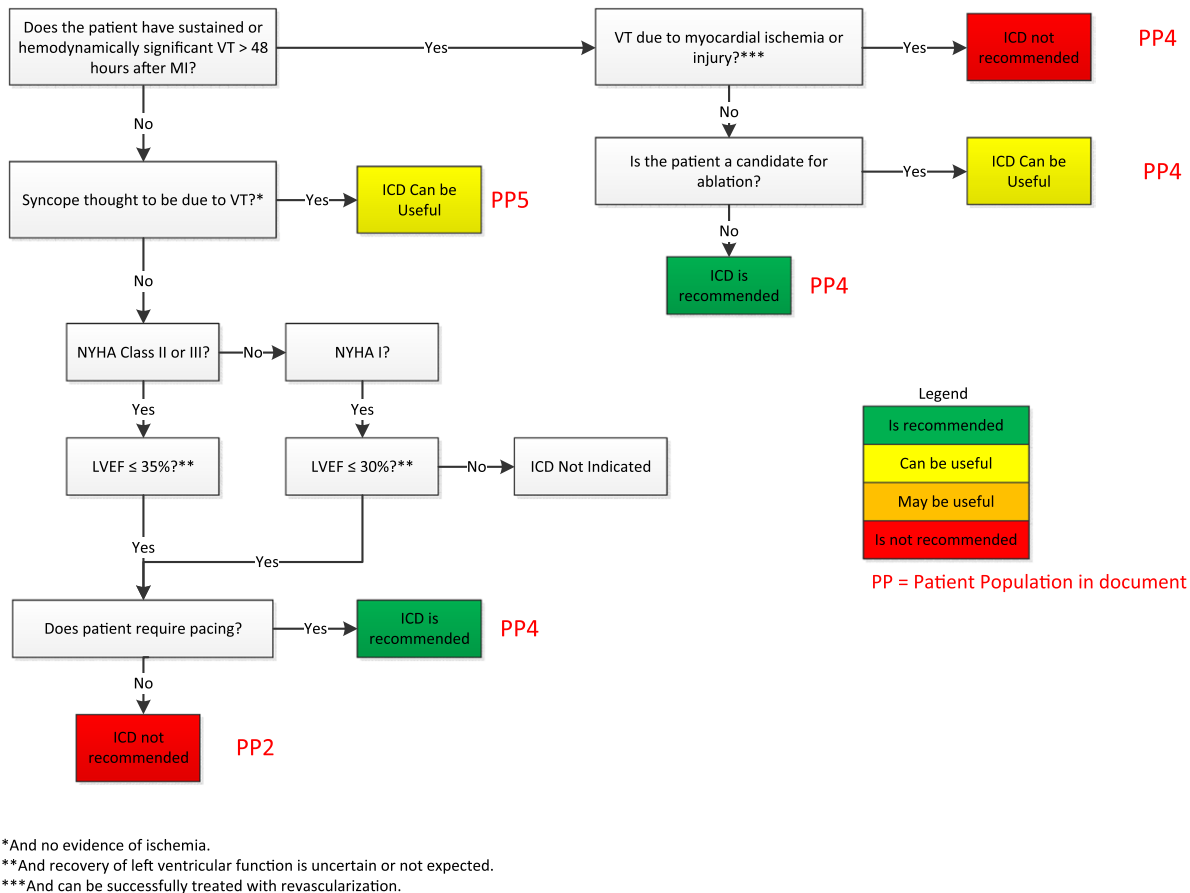 Does the patient have sustained or
hemodynamically significant VT > 48
hours after MI?
Yes
VT due to myocardial ischemia or
injury?***
Yes
ICD not
recommended
PP4
No
No
Syncope thought to be due to VT?*
Yes
ICD Can be
Useful
PP5
Is the patient a candidate for
ablation?
Yes
ICD Can be
Useful
PP4
No
ICD is
recommended
PP4
No
NYHA Class II or III?
No
NYHA I?
Yes
Yes
LVEF ≤ 35%?**
LVEF ≤ 30%?**
No
ICD Not Indicated
Yes
Yes
Does patient require pacing?
Yes
ICD is
recommended
PP4
No
ICD not
recommended
PP2
Legend
Is recommended
Can be useful
May be useful
Is not recommended
PP = Patient Population in document
*And no evidence of ischemia.
**And recovery of left ventricular function is uncertain or not expected.
***And can be successfully treated with revascularization.